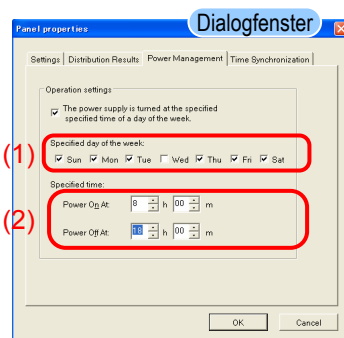 Dialogfenster
Panel properties
Settings Distribution Results Power Management Time Synchronization
Operation settings
The power supply is turned at the specified
specified time of a day of the week.
Specified day of the week:
(1) Sun Mon Tue Wed Thu Fri Sat
Specified time:
(2) Power On At: 8 h 00 m
Power Off At: 18 h 00 m
OK Cancel